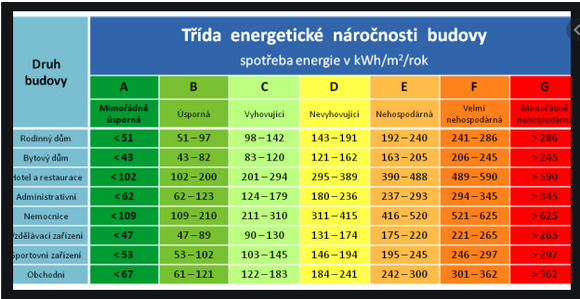 Třída energetické náročnosti budovy
Druh budovy
spotřeba energie v kWh/m²/rok
A B C D E F G
Mimořádně úsporná Úsporná Vyhovující Nevyhovující Nehospodárná Velmi nehospodárná Mimořádně nehospodárn
Rodinný dům <51 51–97 98–142 143–191 192–240 241–286 >286
Bytový dům <43 43–82 83–120 121–162 163–205 206–245 >245
Hotel a restaurace <102 102–200 201–294 295–389 390–488 489–590 >590
Administrativní <62 62–123 124–179 180–236 237–293 294–345 >345
Nemocnice <109 109–210 211–310 311–415 416–520 521–625 >625
Vzdělávací zařízení <47 47–89 90–130 131–174 175–220 221–265 >265
Sportovní zařízení <53 53–102 103–145 146–194 195–245 246–297 >297
Obchodní <67 61–121 122–183 184–241 242–300 301–362 >362